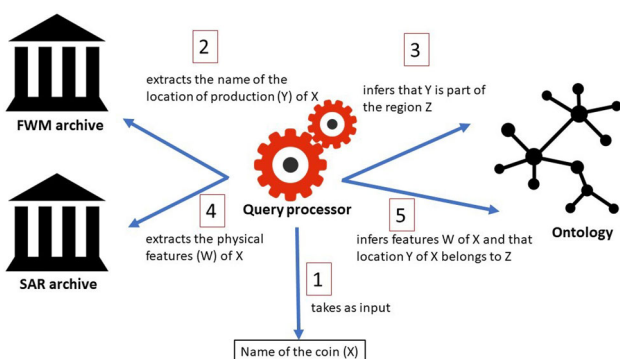 2
extracts the name of the
location of production (Y) of X
3
infers that Y is part of
the region Z
FWM archive
Query processor
4
extracts the physical
features (W) of X
5
infers features W of X and that
location Y of X belongs to Z
Ontology
SAR archive
1
takes as input
Name of the coin (X)